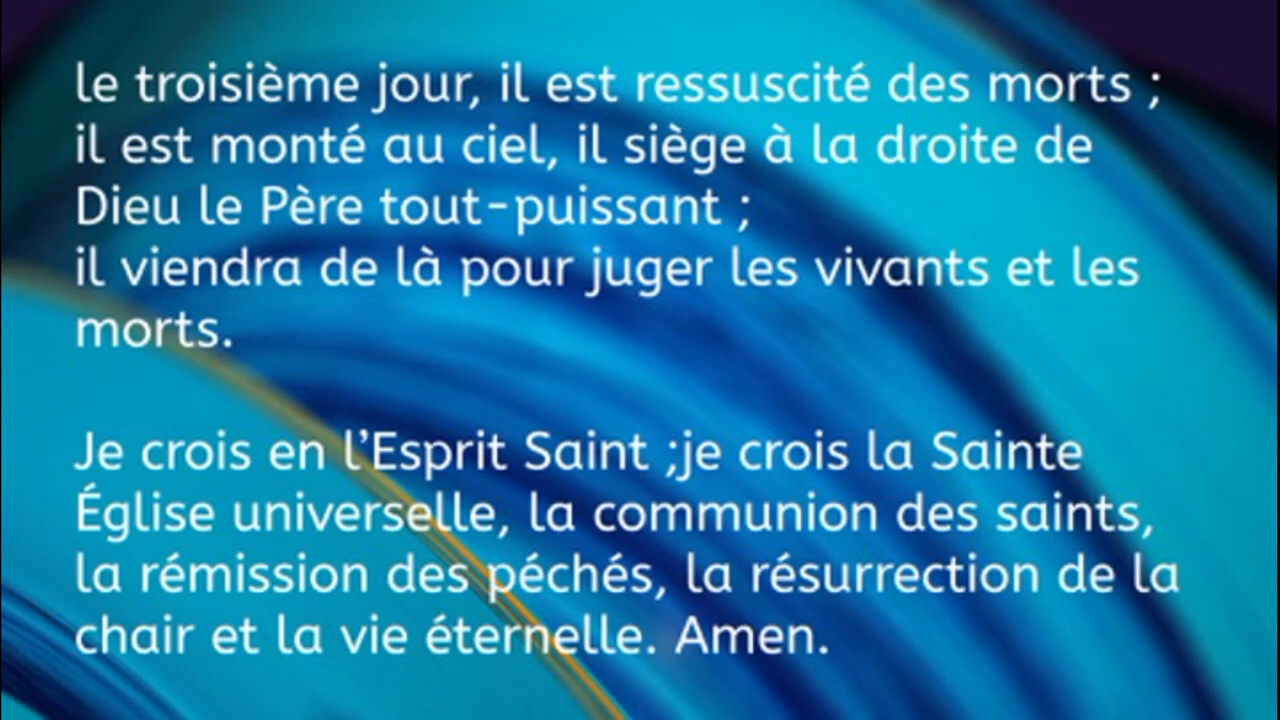 le troisième jour, il est ressuscité des morts ;
il est monté au ciel, il siège à la droite de
Dieu le Père tout-puissant ;
il viendra de là pour juger les vivants et les
morts.
Je crois en l’Esprit Saint ;je crois la Sainte
Église universelle, la communion des saints,
la rémission des péchés, la résurrection de la
chair et la vie éternelle. Amen.